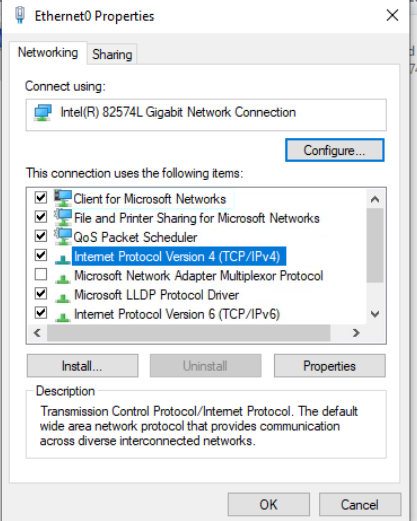 Ethernet0 Properties
Networking
Sharing
Connect using:
Intel(R) 82574L Gigabit Network Connection
Configure...
This connection uses the following items:
Client for Microsoft Networks
File and Printer Sharing for Microsoft Networks
QoS Packet Scheduler
Internet Protocol Version 4 (TCP/IPv4)
Microsoft Network Adapter Multiplexor Protocol
Microsoft LLDP Protocol Driver
Internet Protocol Version 6 (TCP/IPv6)
Install...
Uninstall
Properties
Description
Transmission Control Protocol/Internet Protocol. The default
wide area network protocol that provides communication
across diverse interconnected networks.
OK
Cancel